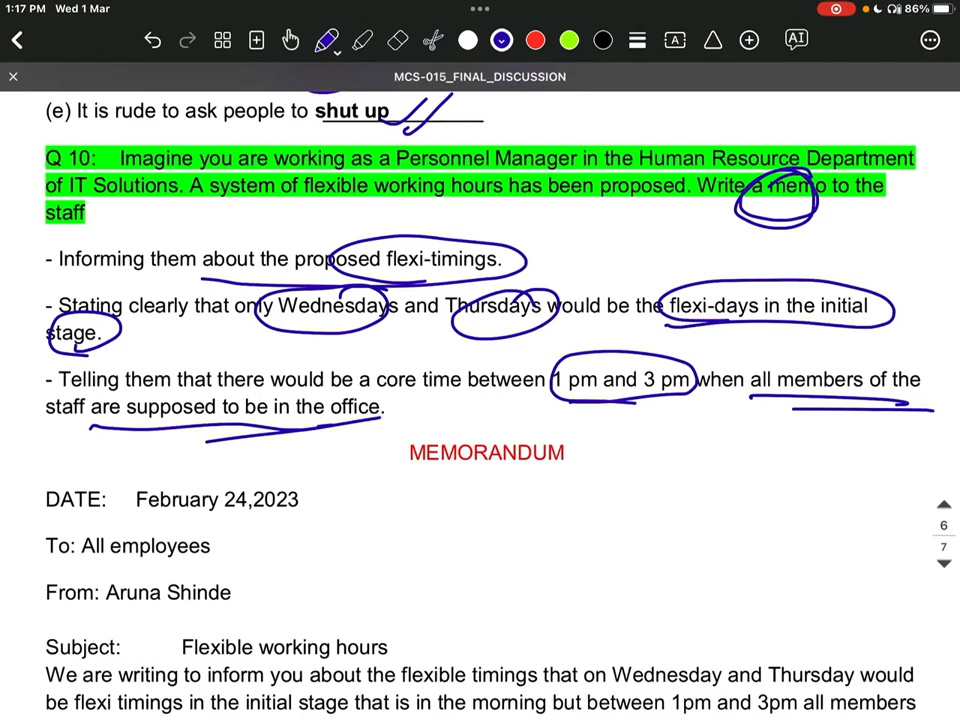 1:17 PM Wed 1 Mar
86%
A
AI
× MCS-015_FINAL_DISCUSSION
(e) It is rude to ask people to shut up
Q 10: Imagine you are working as a Personnel Manager in the Human Resource Department
of IT Solutions. A system of flexible working hours has been proposed. Write a memo to the
staff
- Informing them about the proposed flexi-timings.
- Stating clearly that only Wednesdays and Thursdays would be the flexi-days in the initial
stage.
- Telling them that there would be a core time between 1 pm and 3 pm when all members of the
staff are supposed to be in the office.
MEMORANDUM
DATE: February 24,2023
6
7
To: All employees
From: Aruna Shinde
Subject: Flexible working hours
We are writing to inform you about the flexible timings that on Wednesday and Thursday would
be flexi timings in the initial stage that is in the morning but between 1pm and 3pm all members